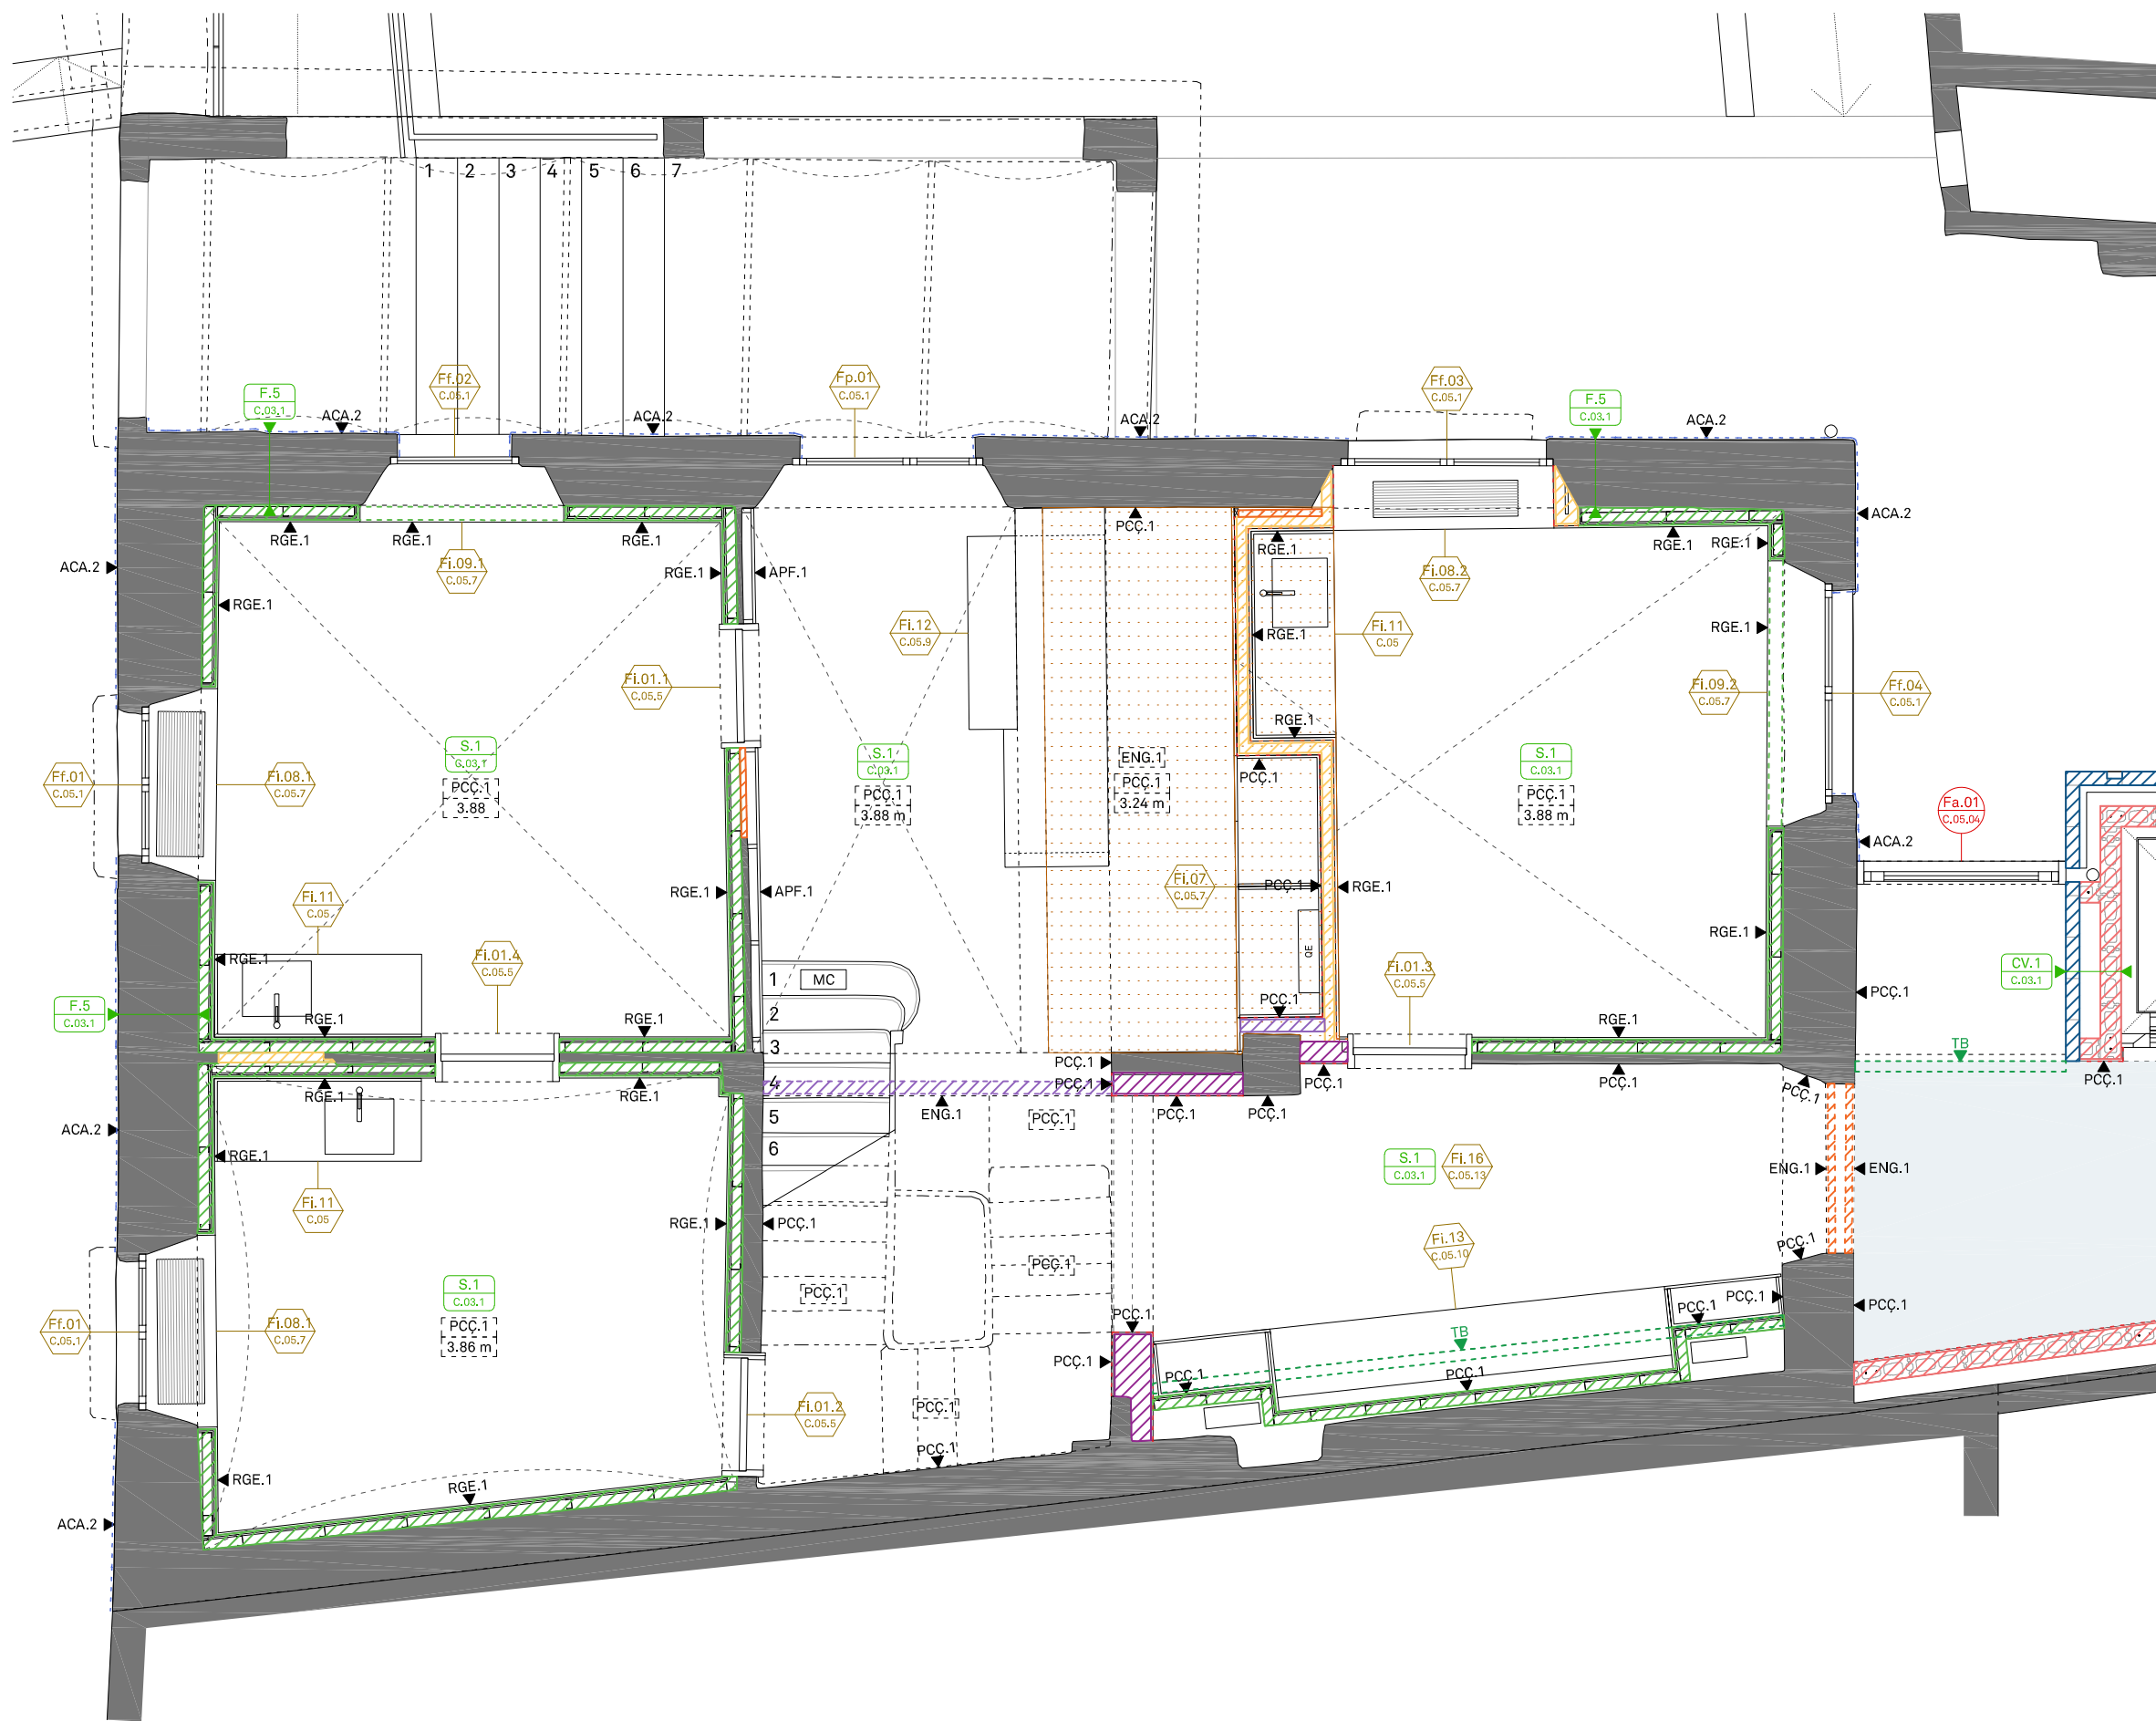 1 2 3 4 5 6 7
Ff.02
C.05.1
Fp.01
C.05.1
Ff.03
C.05.1
F.5
C.03.1
F.5
C.03.1
ACA.2
ACA.2
ACA.2
ACA.2
ACA.2
ACA.2
RGE.1
RGE.1
RGE.1
PCÇ.1
RGE.1
RGE.1
RGE.1
Fi.09.1
C.05.7
RGE.1
APF.1
Fi.08.2
C.05.7
RGE.1
Fi.12
C.05.9
RGE.1
Fi.11
C.05
RGE.1
Fi.01.1
C.05.5
Fi.09.2
C.05.7
Ff.04
C.05.1
RGE.1
S.1
S.1
C.03.1
ENG.1
PCÇ.1
3.24 m
PCÇ.1
S.1
C.03.1
Ff.01
C.05.1
Fi.08.1
C.05.7
PCÇ.1
3.88
PCÇ.1
3.88 m
PCÇ.1
3.88 m
Fa.01
C.05.04
ACA.2
Fi.11
C.05
RGE.1
APF.1
Fi.07
C.05.7
PCÇ.1
RGE.1
RGE.1
Fi.01.4
C.05.5
QE
RGE.1
Fi.01.3
C.05.5
CV.1
C.03.1
1
MC
PCÇ.1
PCÇ.1
F.5
C.03.1
2
RGE.1
RGE.1
RGE.1
3
TB
PCÇ.1
4
PCÇ.1
PCÇ.1
PCÇ.1
PCÇ.1
PCÇ.1
RGE.1
RGE.1
5
ENG.1
PCÇ.1
PCÇ.1
PCÇ.1
ACA.2
6
RGE.1
S.1
C.03.1
Fi.16
C.05.13
ENG.1
ENG.1
Fi.11
C.05
RGE.1
PCÇ.1
Fi.13
C.05.10
PCÇ.1
PCÇ.1
S.1
C.03.1
PCÇ.1
PCÇ.1
PCÇ.1
PCÇ.1
PCÇ.1
Ff.01
C.05.1
Fi.08.1
C.05.7
PCÇ.1
3.86 m
TB
PCÇ.1
PCÇ.1
PCÇ.1
Fi.01.2
C.05.5
PCÇ.1
PCÇ.1
RGE.1
RGE.1
ACA.2